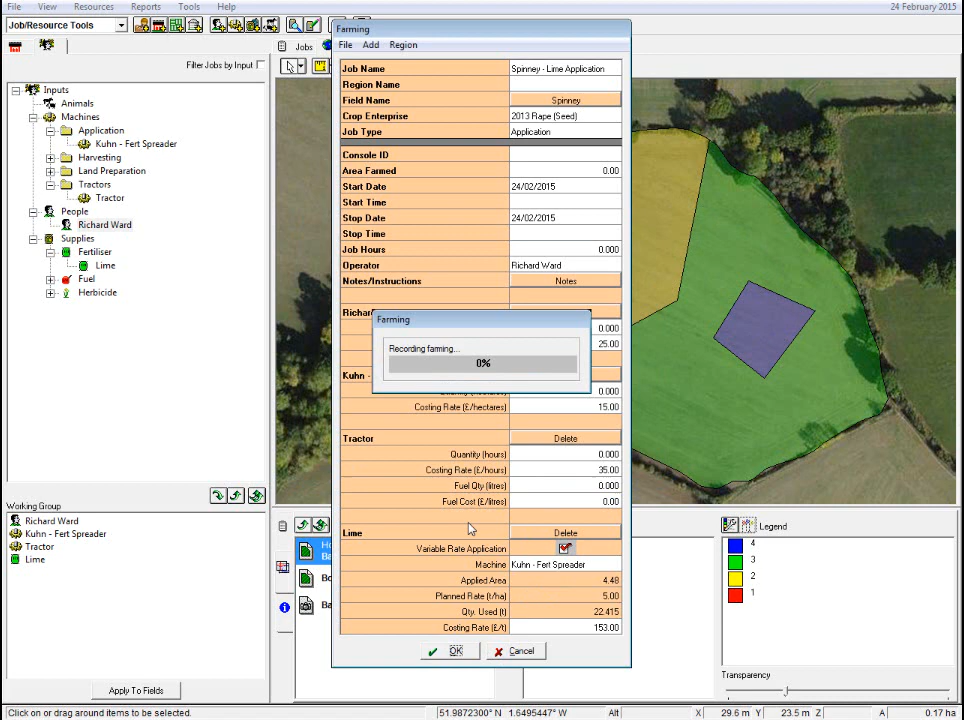 File View Resources Reports Tools Help 24 February 2015
Job/Resource Tools
Jobs
Filter Jobs by Input
Inputs
Animals
Machines
Application
Kuhn - Fert Spreader
Harvesting
Land Preparation
Tractors
Tractor
People
Richard Ward
Supplies
Fertiliser
Lime
Fuel
Herbicide
Working Group
Richard Ward
Kuhn - Fert Spreader
Tractor
Lime
Apply To Fields
Farming
File Add Region
Job Name Spinney - Lime Application
Region Name
Field Name Spinney
Crop Enterprise 2013 Rape (Seed)
Job Type Application
Console ID
Area Farmed 0.00
Start Date 24/02/2015
Start Time
Stop Date 24/02/2015
Stop Time
Job Hours 0.000
Operator Richard Ward
Notes/Instructions Notes
Richar
0.000
25.00
Farming
Recording farming...
0%
Kuhn -
0.000
Costing Rate (£/hectares) 15.00
Tractor Delete
Quantity (hours) 0.000
Costing Rate (£/hours) 35.00
Fuel Qty (litres) 0.000
Fuel Cost (£/litres) 0.00
Lime Delete
Variable Rate Application
Machine Kuhn - Fert Spreader
Applied Area 4.48
Planned Rate (t/ha) 5.00
Qty. Used (t) 22.415
Costing Rate (£/t) 153.00
OK Cancel
Ho
Ba
Bo
Ba
Legend
4
3
2
1
Transparency
Click on or drag around items to be selected. 51.9872300° N 1.6495447° W Alt X 29.6 m Y 23.5 m Z A 0.17 ha